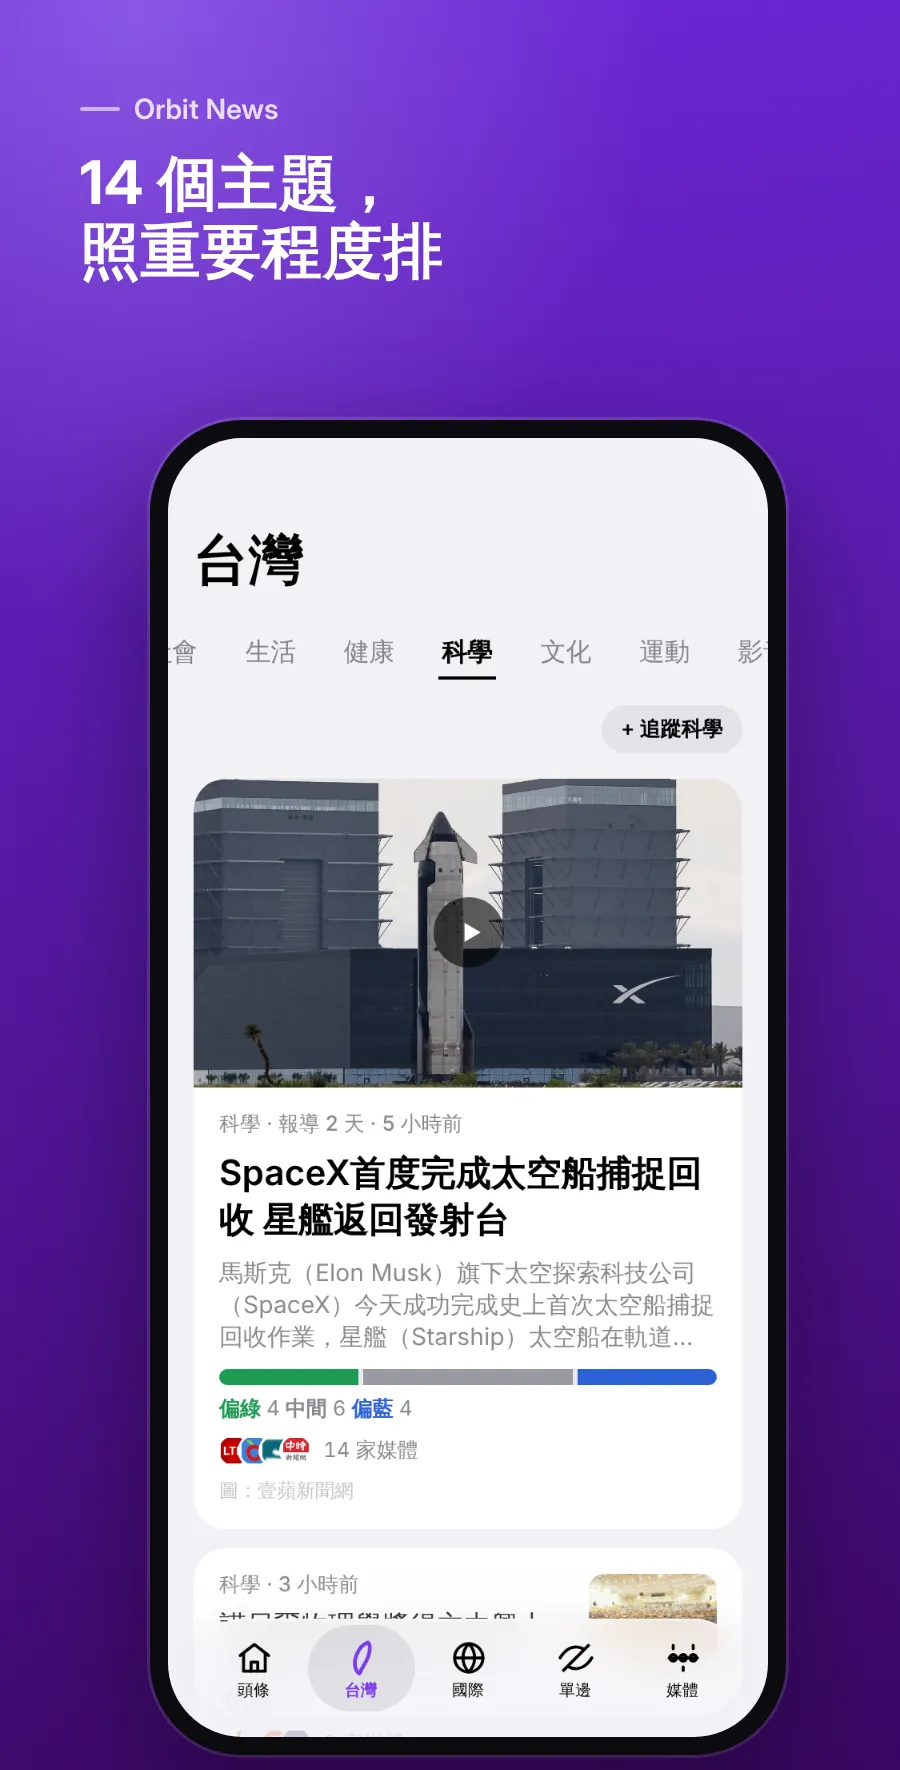 Orbit News
14 個主題，
照重要程度排
台灣
會 生活 健康 科學 文化 運動 影
+ 追蹤科學
科學 · 報導 2 天 · 5 小時前
SpaceX首度完成太空船捕捉回
收 星艦返回發射台
馬斯克（Elon Musk）旗下太空探索科技公司
（SpaceX）今天成功完成史上首次太空船捕捉
回收作業，星艦（Starship）太空船在軌道...
偏綠 4 中間 6 偏藍 4
中時
新聞網
14 家媒體
圖：壹蘋新聞網
科學 · 3 小時前
頭條 台灣 國際 單邊 媒體